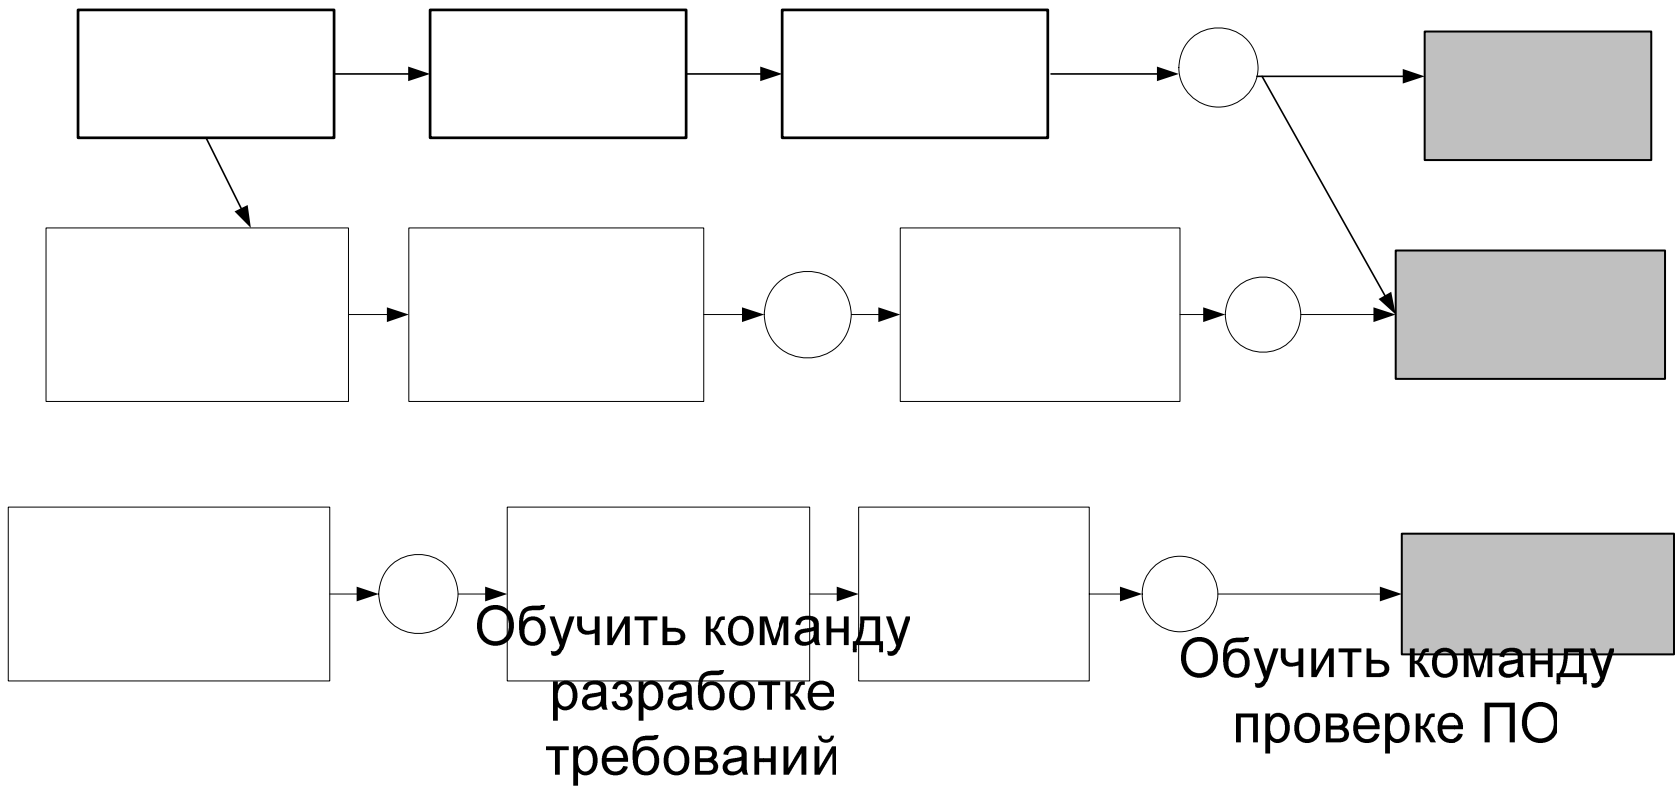 Обучить команду
разработке
требований
Обучить команду
проверке ПО